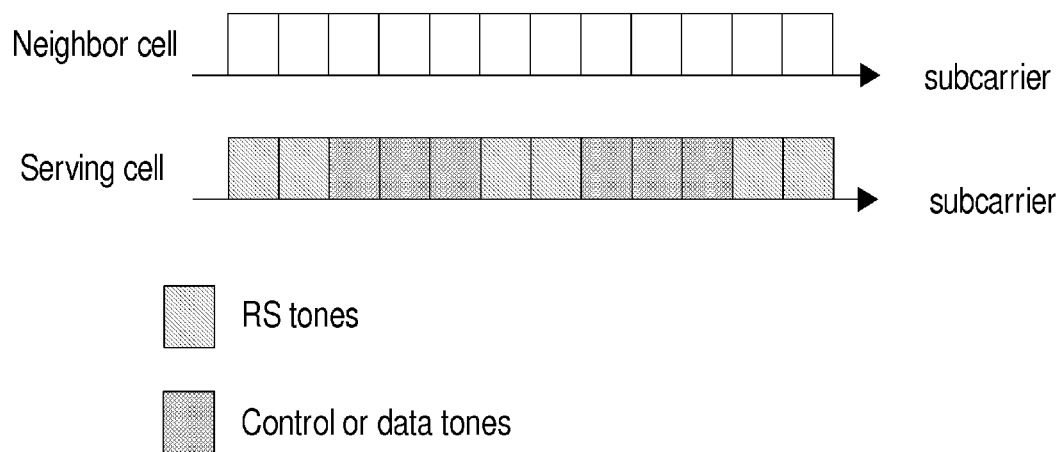 Neighbor cell
subcarrier
Serving cell
subcarrier
RS tones
Control or data tones